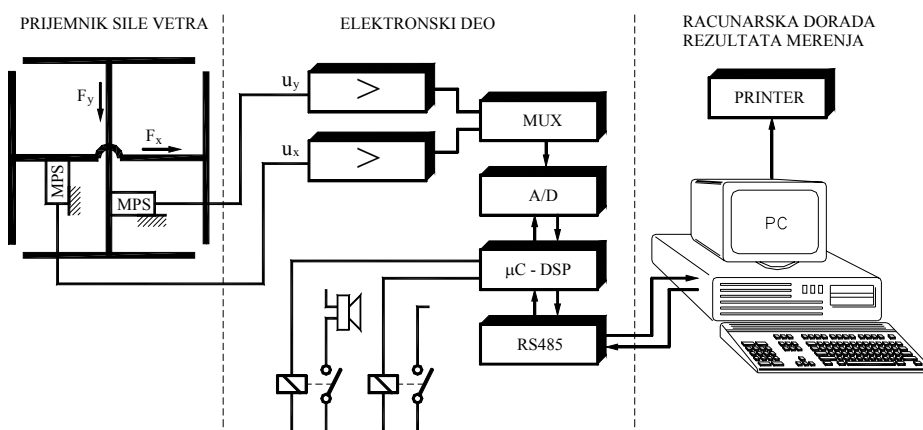 PRIJEMNIK SILE VETRA
ELEKTRONSKI DEO
RACUNARSKA DORADA
REZULTATA MERENJA
Fy
Fx
MPS
MPS
uy
>
ux
>
MUX
A/D
μC - DSP
RS485
PRINTER
PC